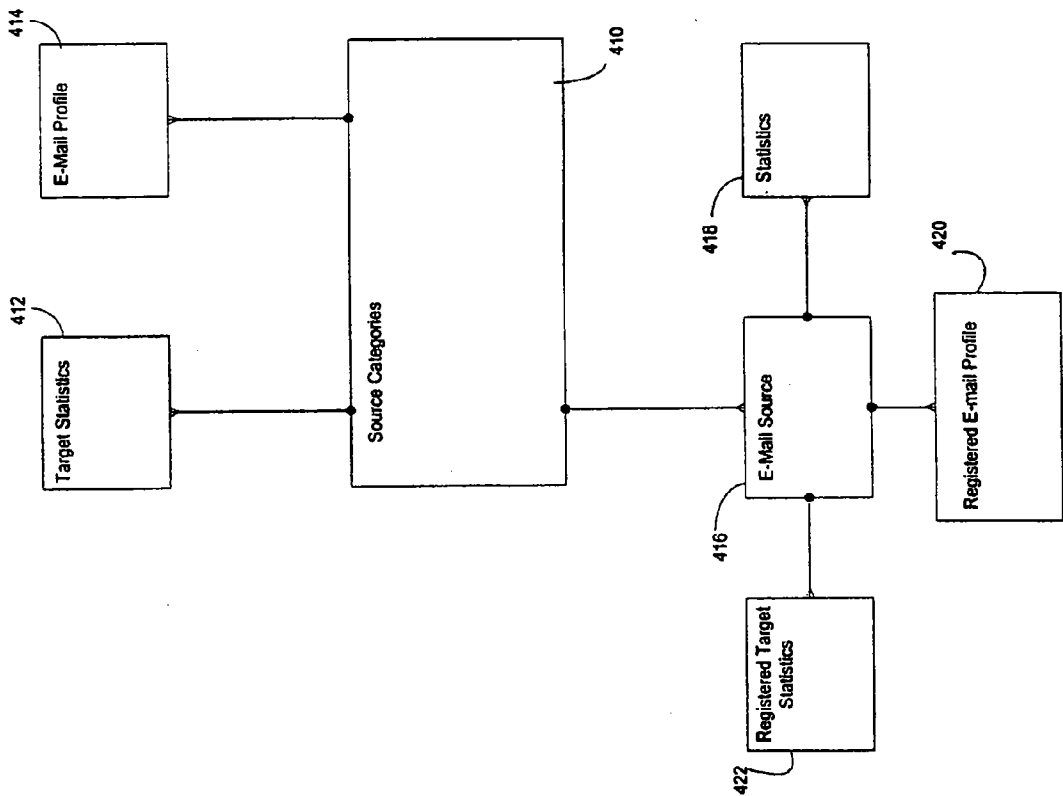 414
E-Mail Profile
412
Target Statistics
410
Source Categories
418
Statistics
416
E-Mail Source
420
Registered E-mail Profile
422
Registered Target
Statistics